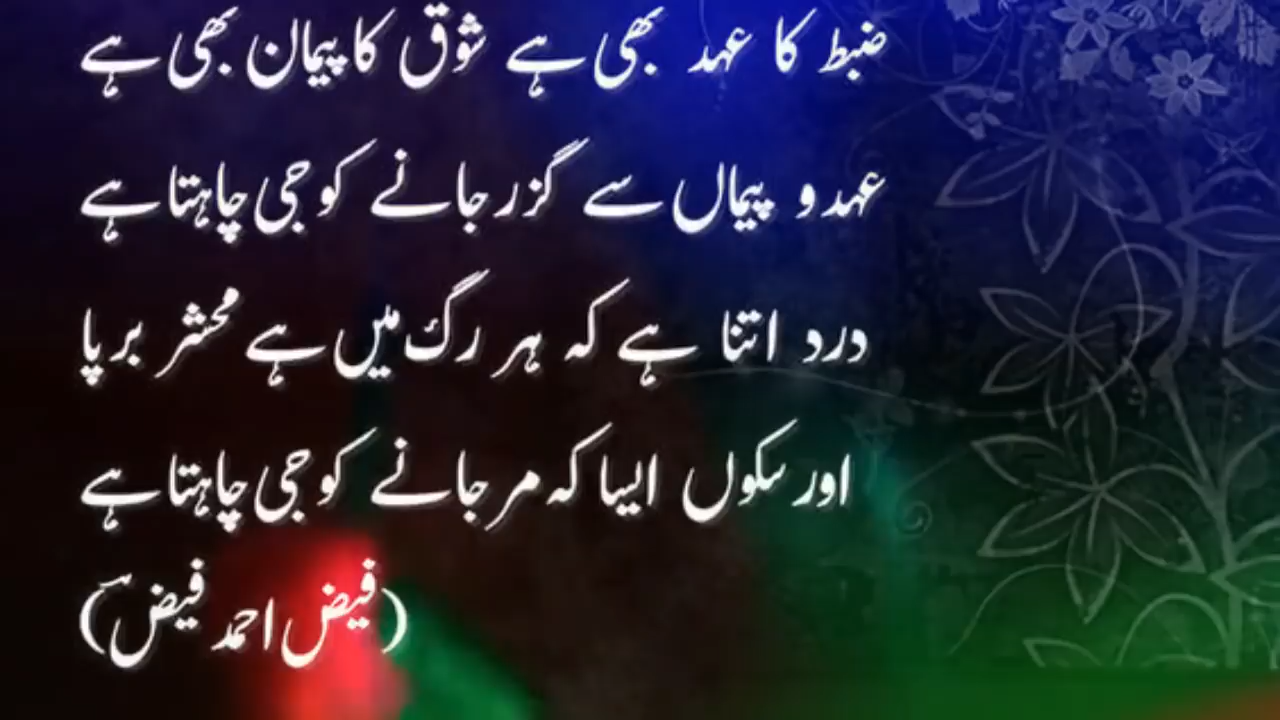 ضبط کا عہد بھی ہے شوق کا پیمان بھی ہے
عہد و پیماں سے گزر جانے کو جی چاہتا ہے
درد اتنا ہے کہ ہر رگ میں ہے محشر برپا
اور سکوں ایسا کہ مر جانے کو جی چاہتا ہے
(فیض احمد فیضؔ)